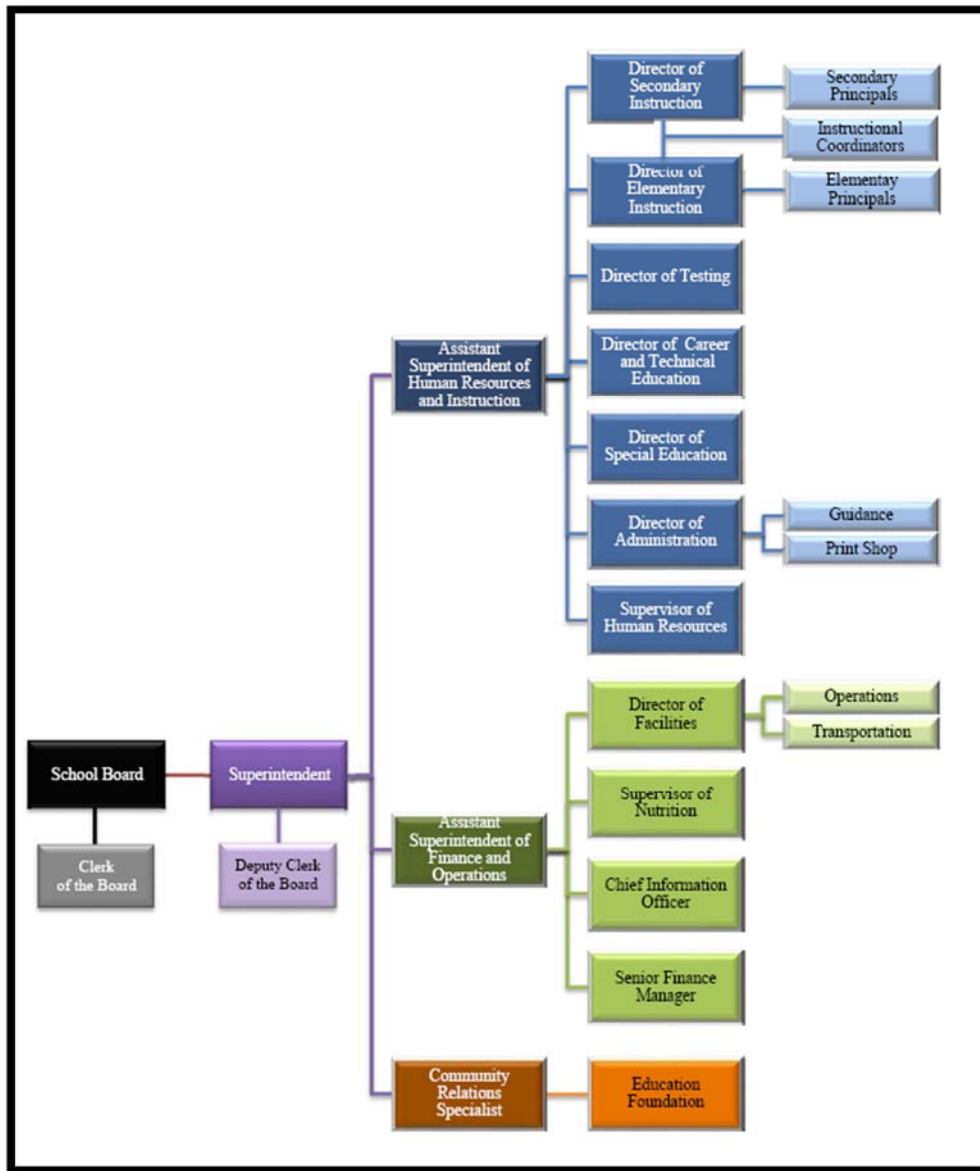 Director of
Secondary
Instruction
Secondary
Principals
Instructional
Coordinators
Director of
Elementary
Instruction
Elementay
Principals
Director of Testing
Assistant
Superintendent of
Human Resources
and Instruction
Director of Career
and Technical
Education
Director of
Special Education
Director of
Administration
Guidance
Print Shop
Supervisor of
Human Resources
Director of
Facilities
Operations
Transportation
School Board
Superintendent
Supervisor of
Nutrition
Clerk
of the Board
Deputy Clerk
of the Board
Assistant
Superintendent of
Finance and
Operations
Chief Information
Officer
Senior Finance
Manager
Community
Relations
Specialist
Education
Foundation